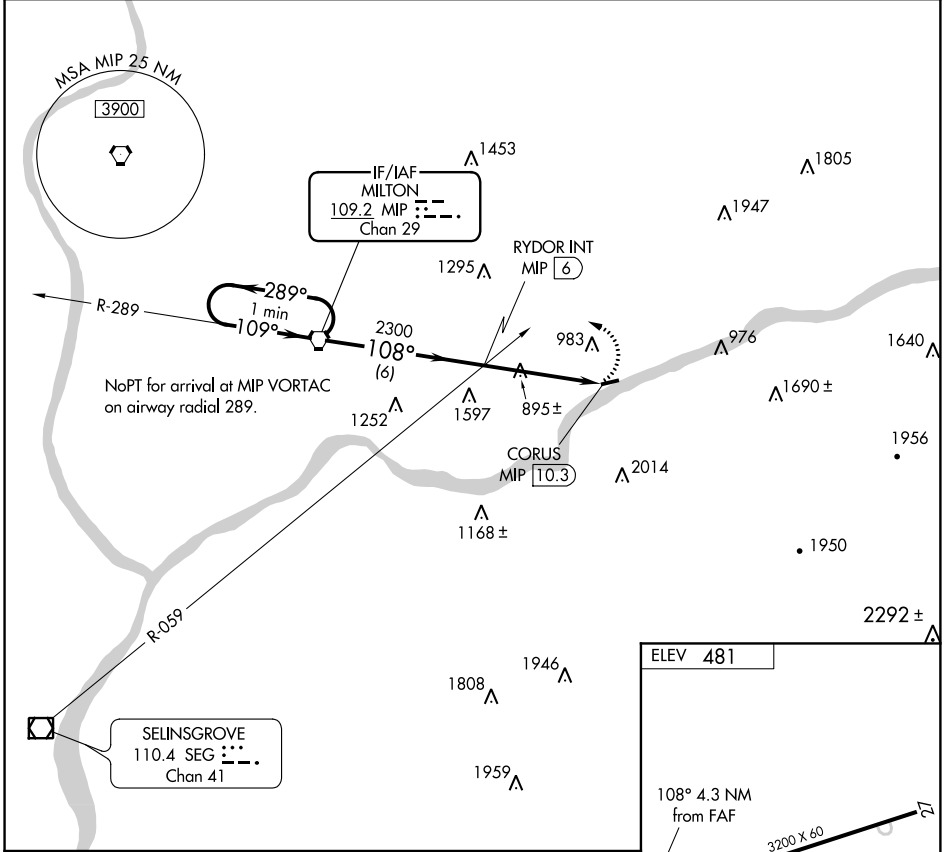 MSA MIP 25 NM
3900
1453
1805
IF/IAF
MILTON
109.2 MIP
Chan 29
1947
RYDOR INT
MIP 6
1295
R-289
289°
1 min
109°
2300
108°
(6)
983
976
1640
NoPT for arrival at MIP VORTAC
on airway radial 289.
1252
1597
895 ±
1690 ±
CORUS
MIP 10.3
1956
2014
1168 ±
1950
R-059
2292 ±
ELEV 481
1946
1808
SELINSGROVE
110.4 SEG
Chan 41
1959
108° 4.3 NM
from FAF
3200 X 60
27